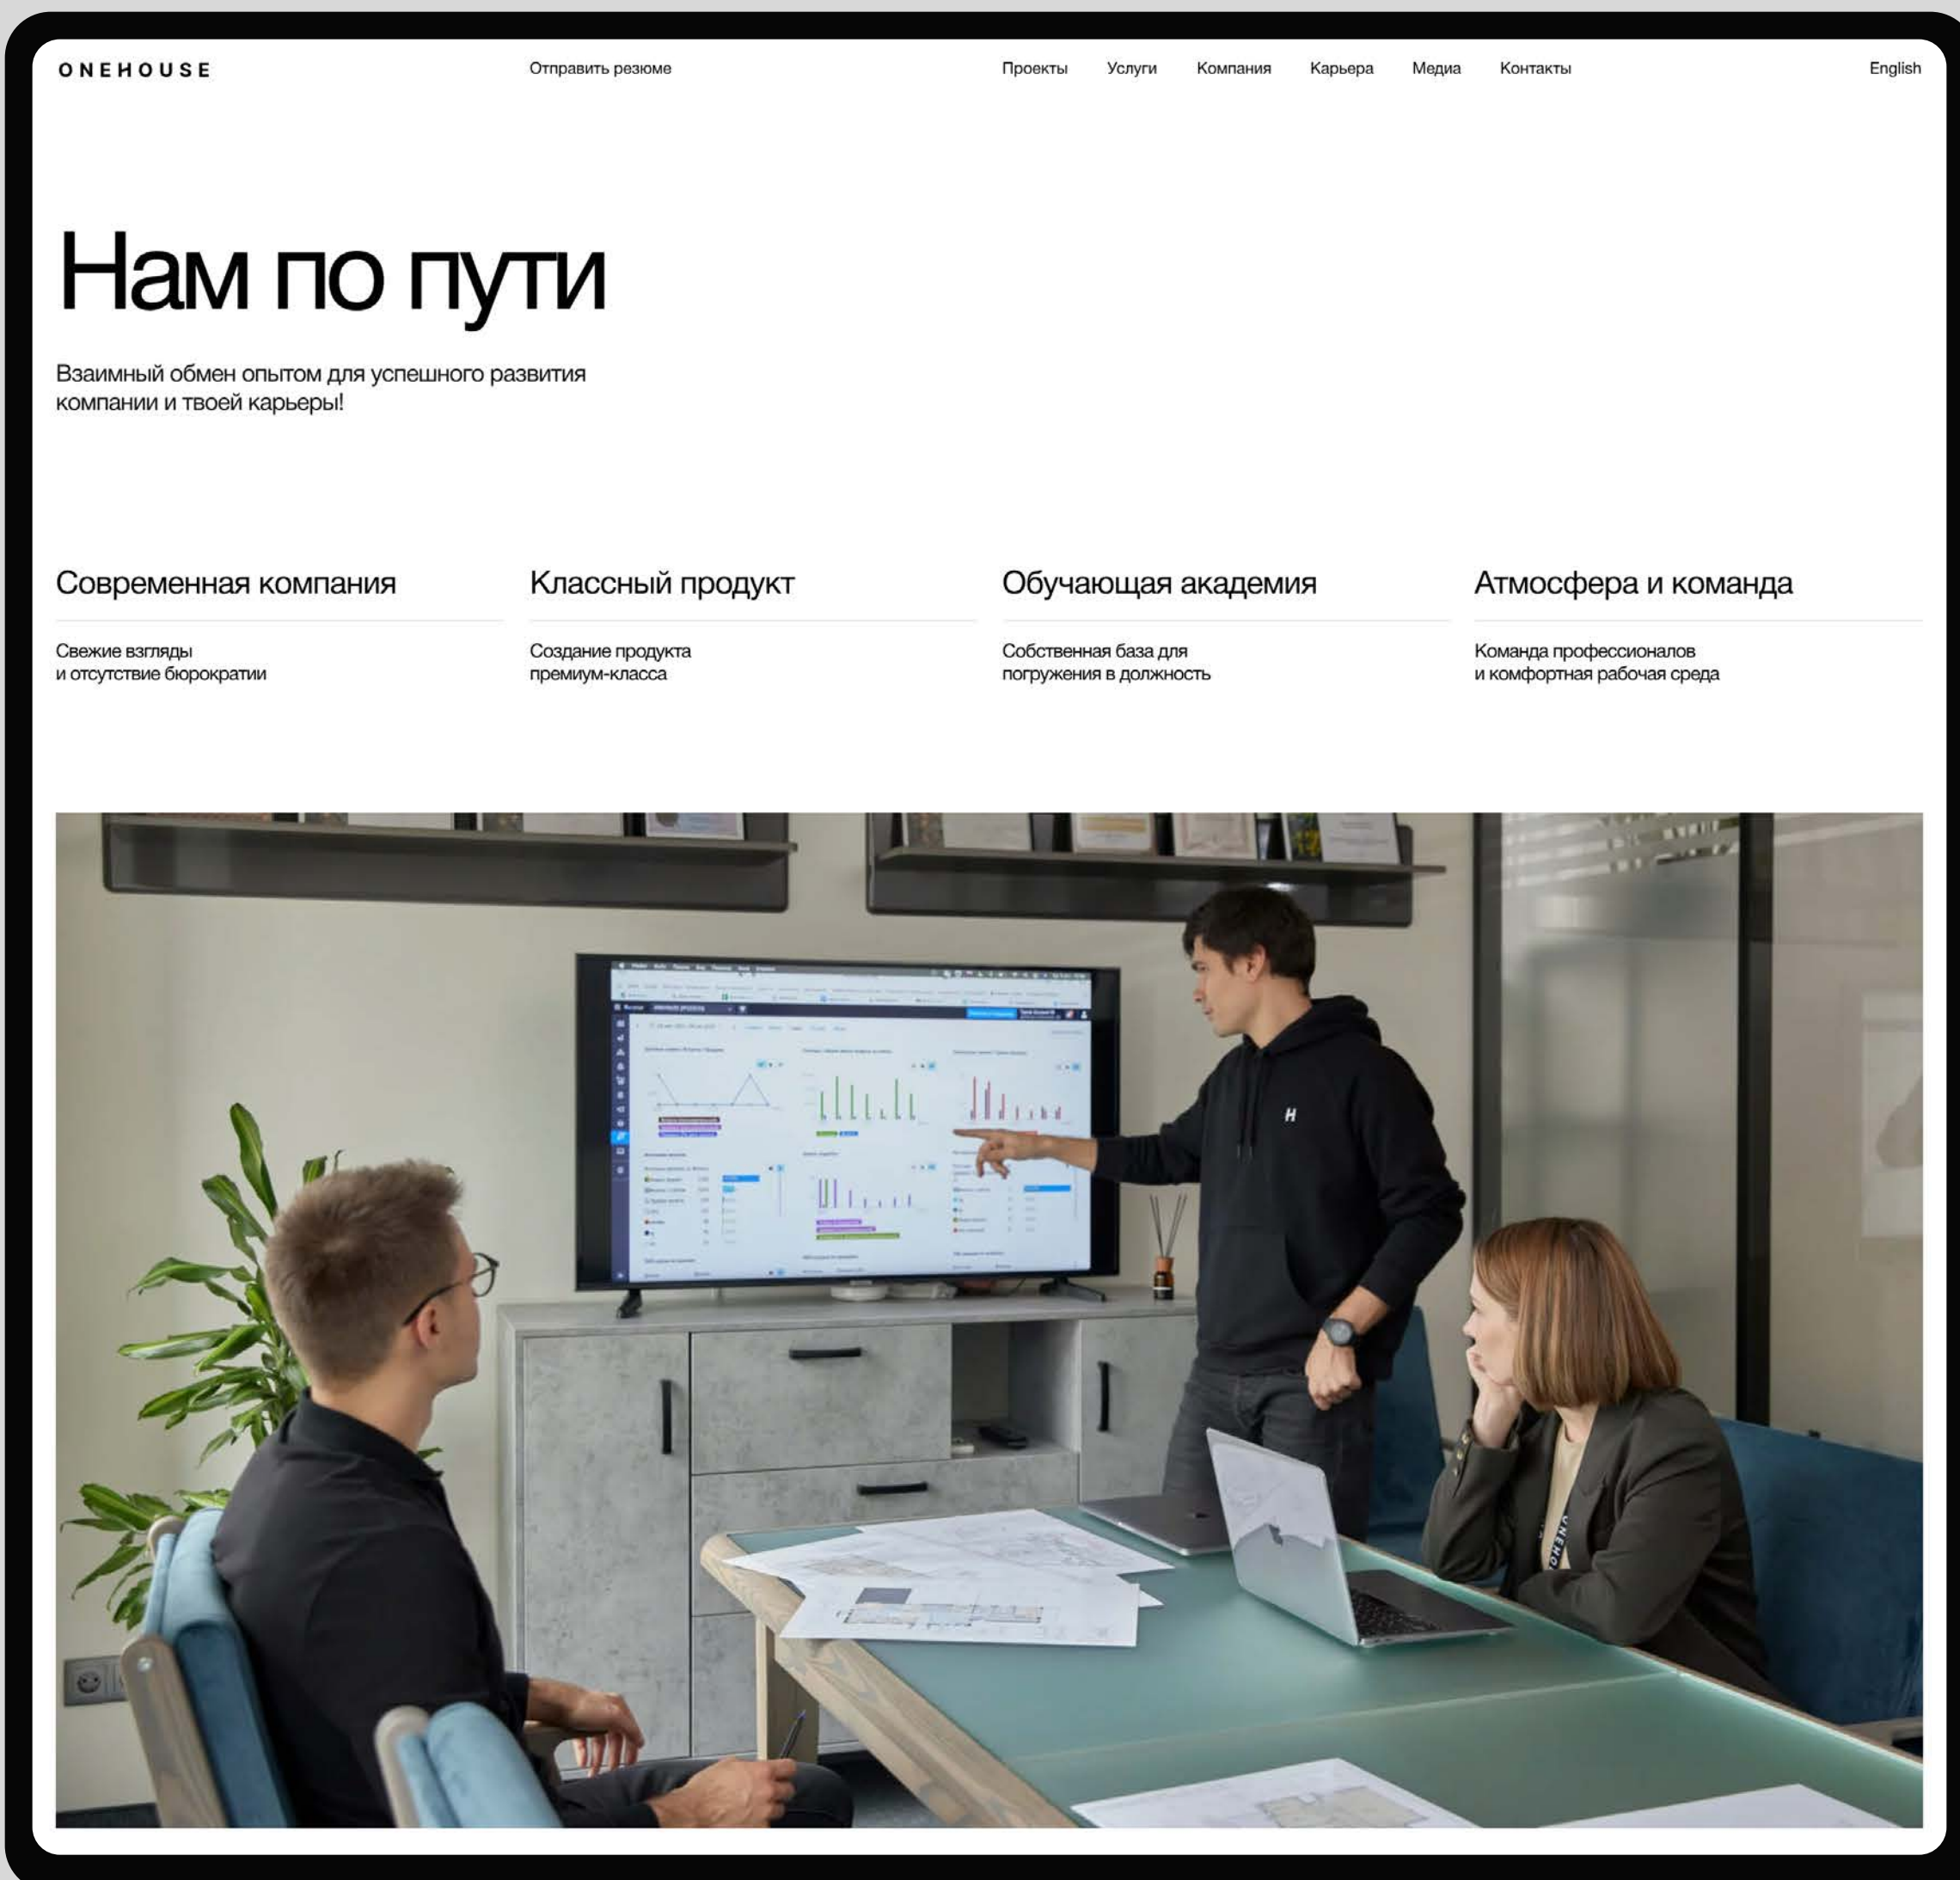 ONEHOUSE
Отправить резюме
Проекты Услуги Компания Карьера Медиа Контакты
English
Нам по пути
Взаимный обмен опытом для успешного развития
компании и твоей карьеры!
Современная компания
Свежие взгляды
и отсутствие бюрократии
Классный продукт
Создание продукта
премиум-класса
Обучающая академия
Собственная база для
погружения в должность
Атмосфера и команда
Команда профессионалов
и комфортная рабочая среда
H